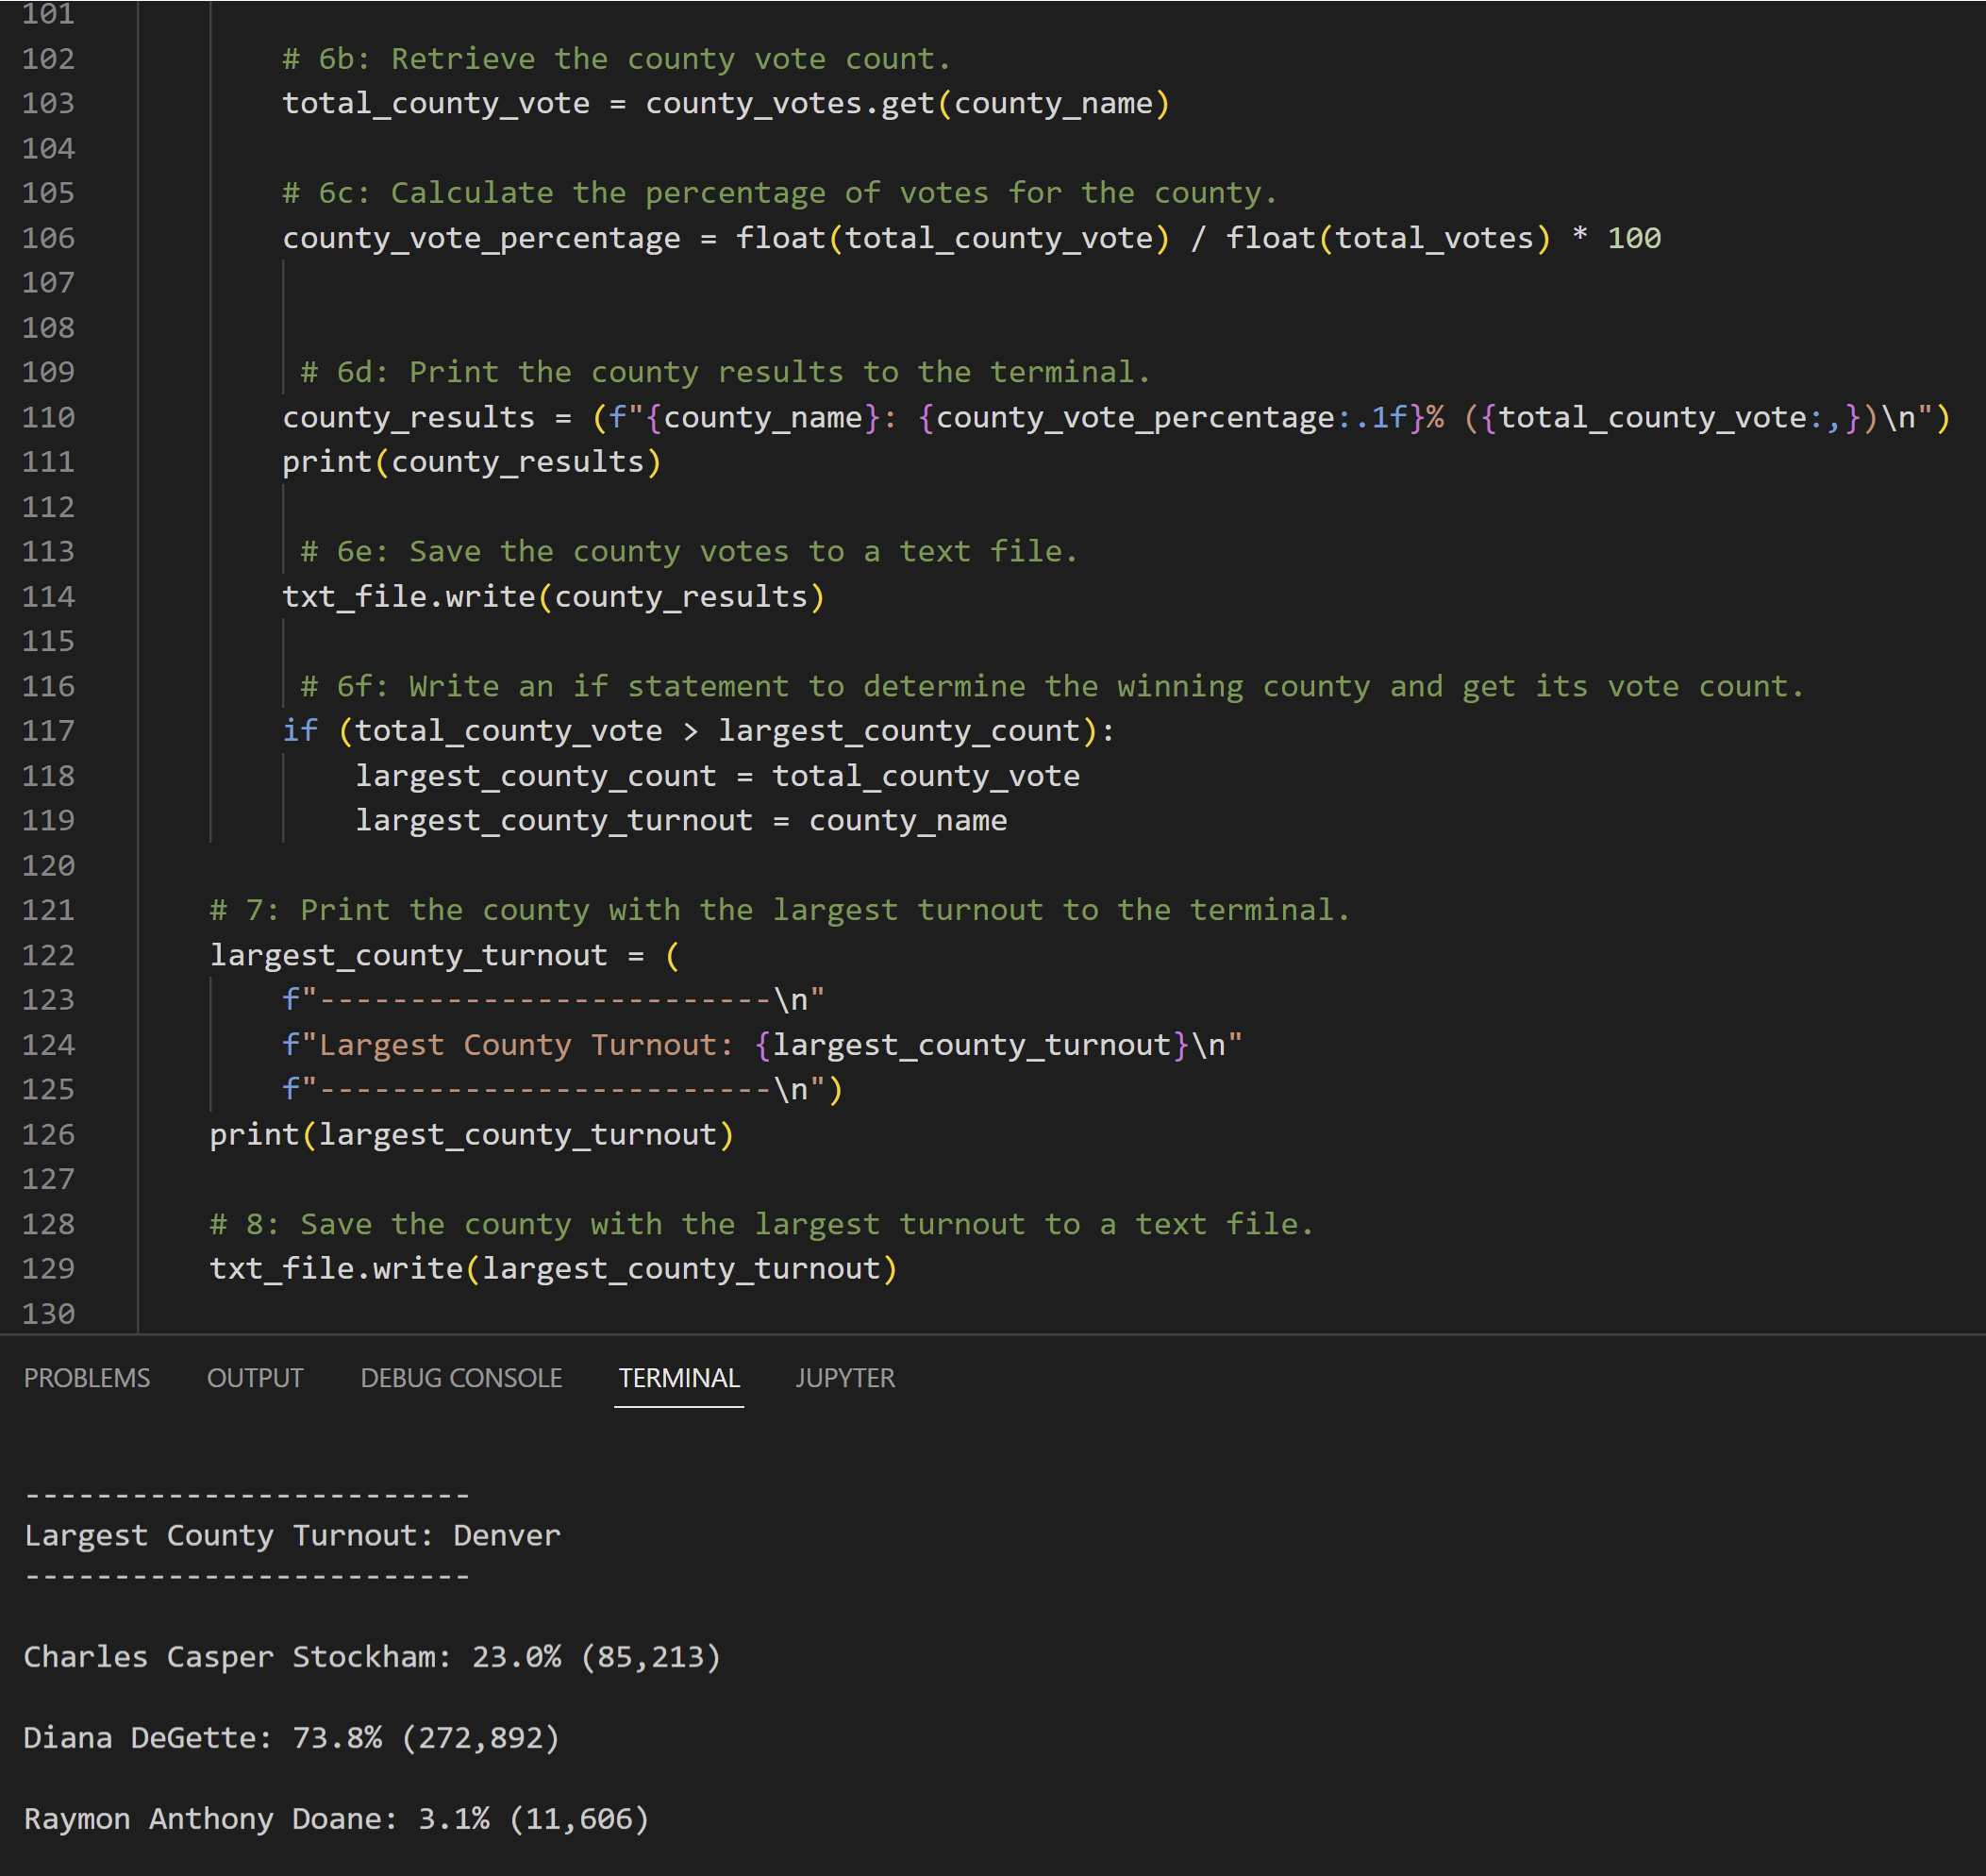 101
102 # 6b: Retrieve the county vote count.
103 total_county_vote = county_votes.get(county_name)
104
105 # 6c: Calculate the percentage of votes for the county.
106 county_vote_percentage = float(total_county_vote) / float(total_votes) * 100
107
108
109 # 6d: Print the county results to the terminal.
110 county_results = (f"{county_name}: {county_vote_percentage:.1f}% ({total_county_vote:,})\n")
111 print(county_results)
112
113 # 6e: Save the county votes to a text file.
114 txt_file.write(county_results)
115
116 # 6f: Write an if statement to determine the winning county and get its vote count.
117 if (total_county_vote > largest_county_count):
118 largest_county_count = total_county_vote
119 largest_county_turnout = county_name
120
121 # 7: Print the county with the largest turnout to the terminal.
122 largest_county_turnout = (
123 f"-------------------------\n"
124 f"Largest County Turnout: {largest_county_turnout}\n"
125 f"-------------------------\n")
126 print(largest_county_turnout)
127
128 # 8: Save the county with the largest turnout to a text file.
129 txt_file.write(largest_county_turnout)
130
PROBLEMS OUTPUT DEBUG CONSOLE TERMINAL JUPYTER
-------------------------
Largest County Turnout: Denver
-------------------------
Charles Casper Stockham: 23.0% (85,213)
Diana DeGette: 73.8% (272,892)
Raymon Anthony Doane: 3.1% (11,606)